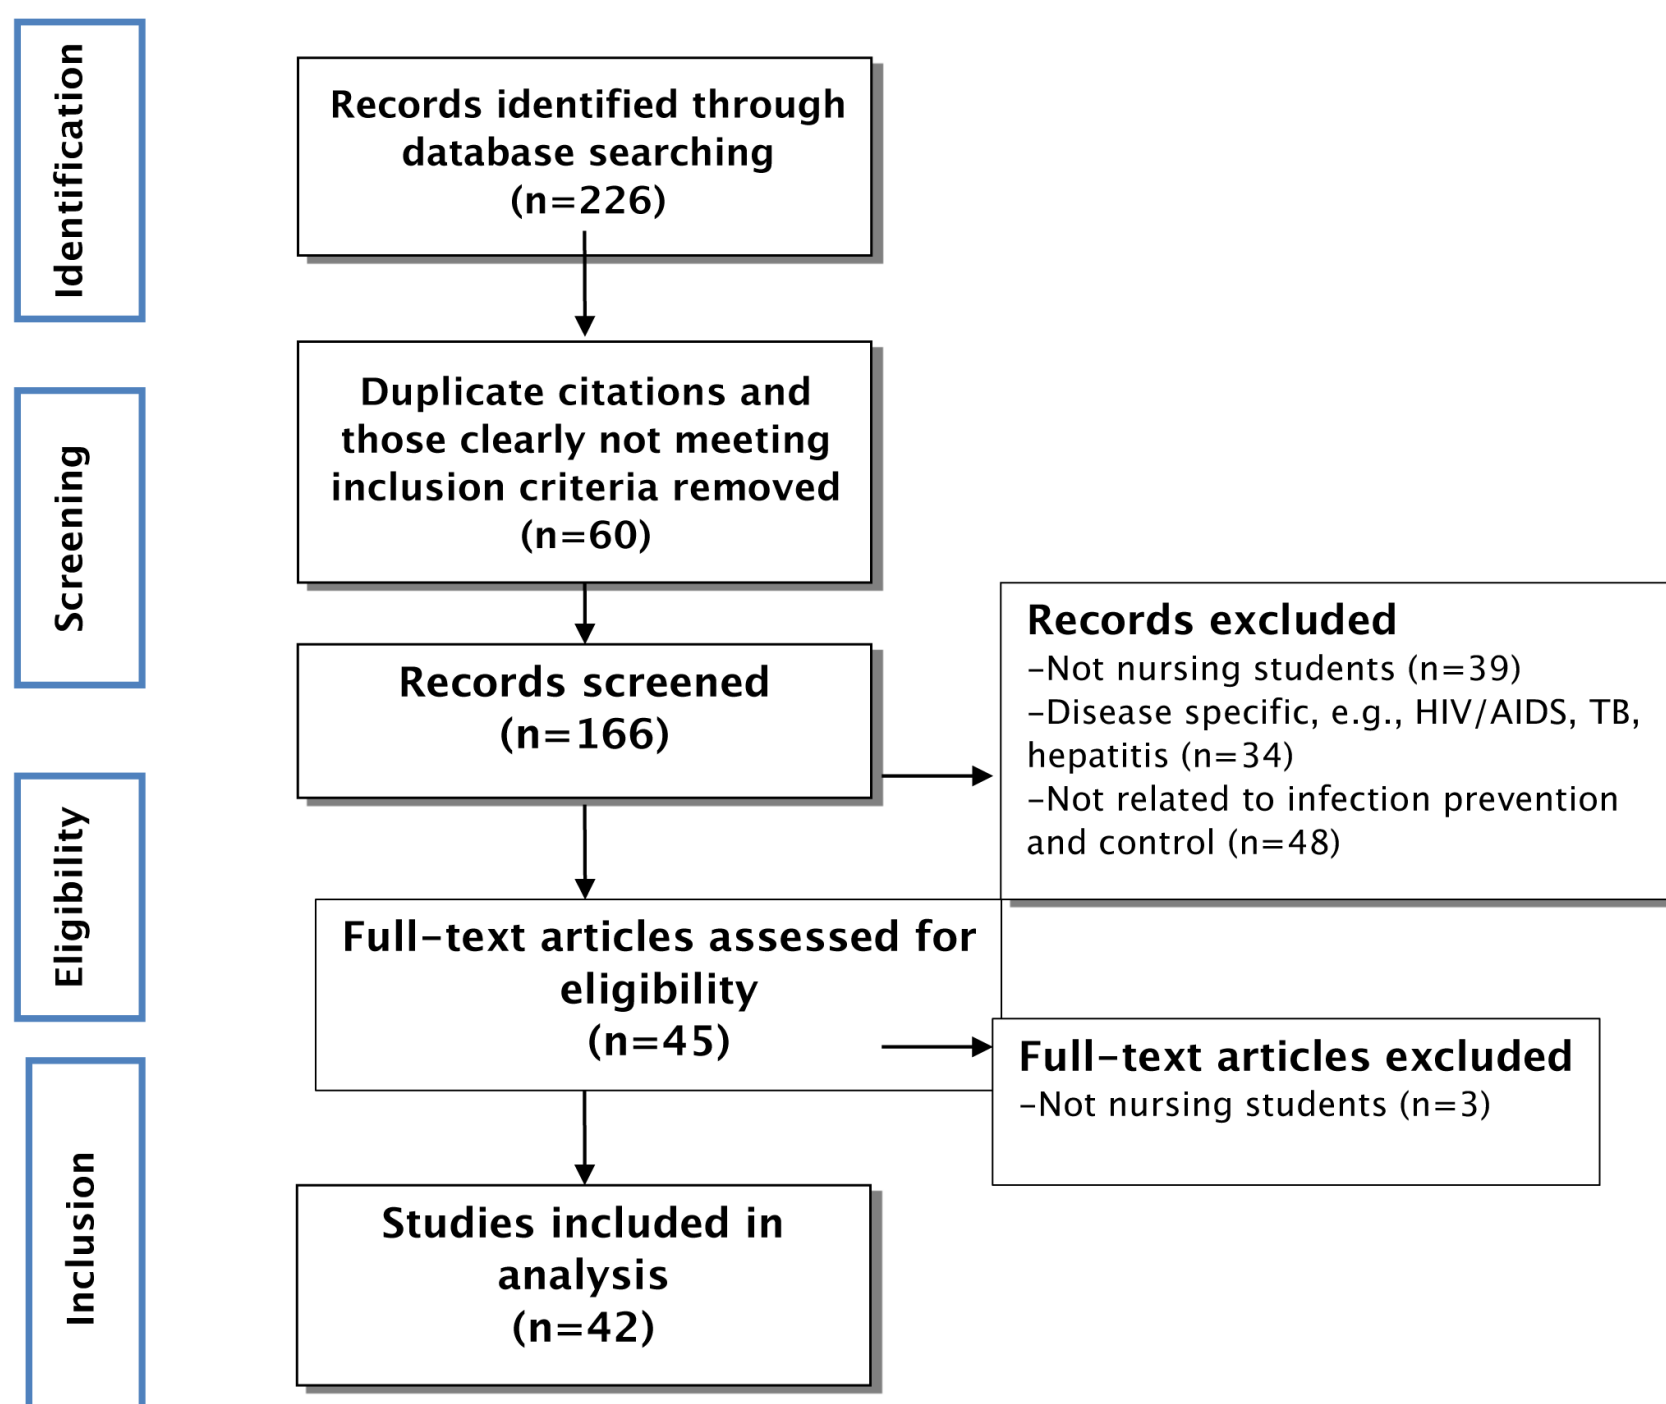 Identification
Records identified through
database searching
(n=226)
Screening
Duplicate citations and
those clearly not meeting
inclusion criteria removed
(n=60)
Records screened
(n=166)
Records excluded
–Not nursing students (n=39)
–Disease specific, e.g., HIV/AIDS, TB,
hepatitis (n=34)
–Not related to infection prevention
and control (n=48)
Eligibility
Full–text articles assessed for
eligibility
(n=45)
Full–text articles excluded
–Not nursing students (n=3)
Inclusion
Studies included in
analysis
(n=42)